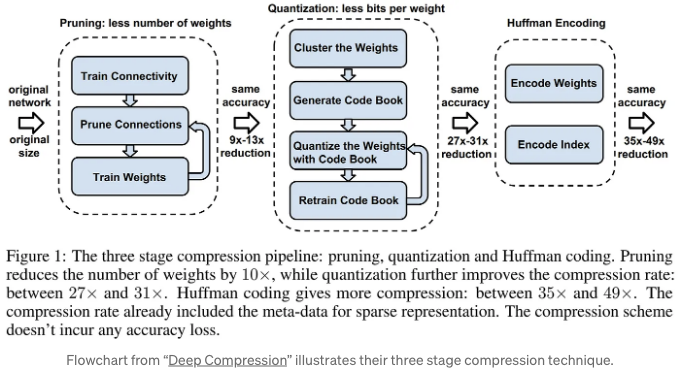 Pruning: less number of weights
Quantization: less bits per weight
Huffman Encoding
original
network
original
size
Train Connectivity
Prune Connections
Train Weights
same
accuracy
9x-13x
reduction
Cluster the Weights
Generate Code Book
Quantize the Weights
with Code Book
Retrain Code Book
same
accuracy
27x-31x
reduction
Encode Weights
Encode Index
same
accuracy
35x-49x
reduction
Figure 1: The three stage compression pipeline: pruning, quantization and Huffman coding. Pruning
reduces the number of weights by 10×, while quantization further improves the compression rate:
between 27× and 31×. Huffman coding gives more compression: between 35× and 49×. The
compression rate already included the meta-data for sparse representation. The compression scheme
doesn't incur any accuracy loss.
Flowchart from “Deep Compression” illustrates their three stage compression technique.